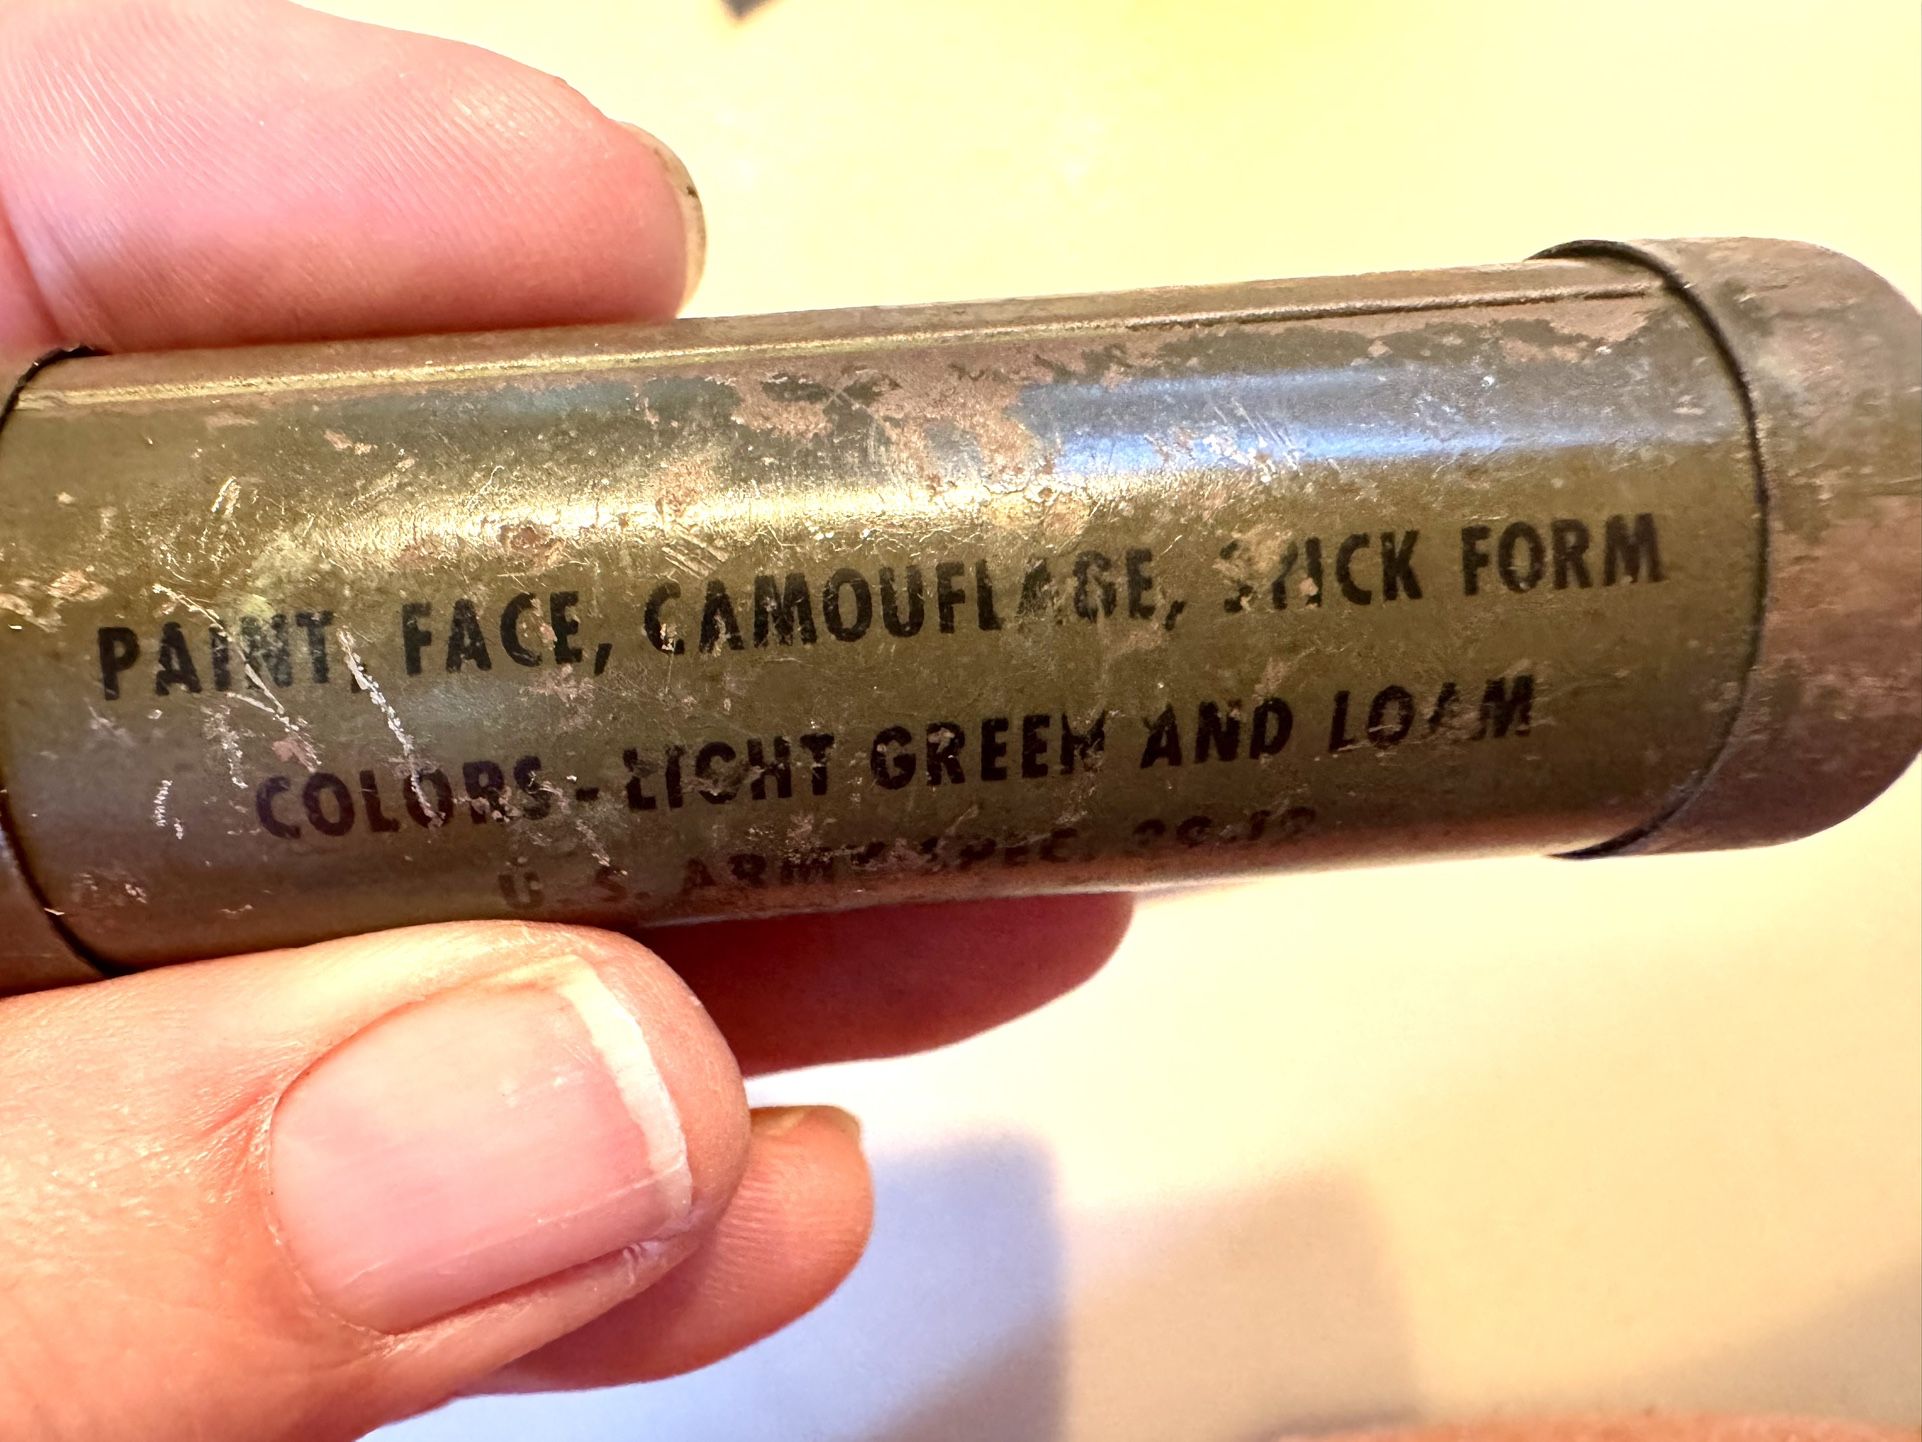 PAINT, FACE, CAMOUFLAGE, STICK FORM
COLORS-LIGHT GREEN AND LOAM
U. S. ARMY SPEC.